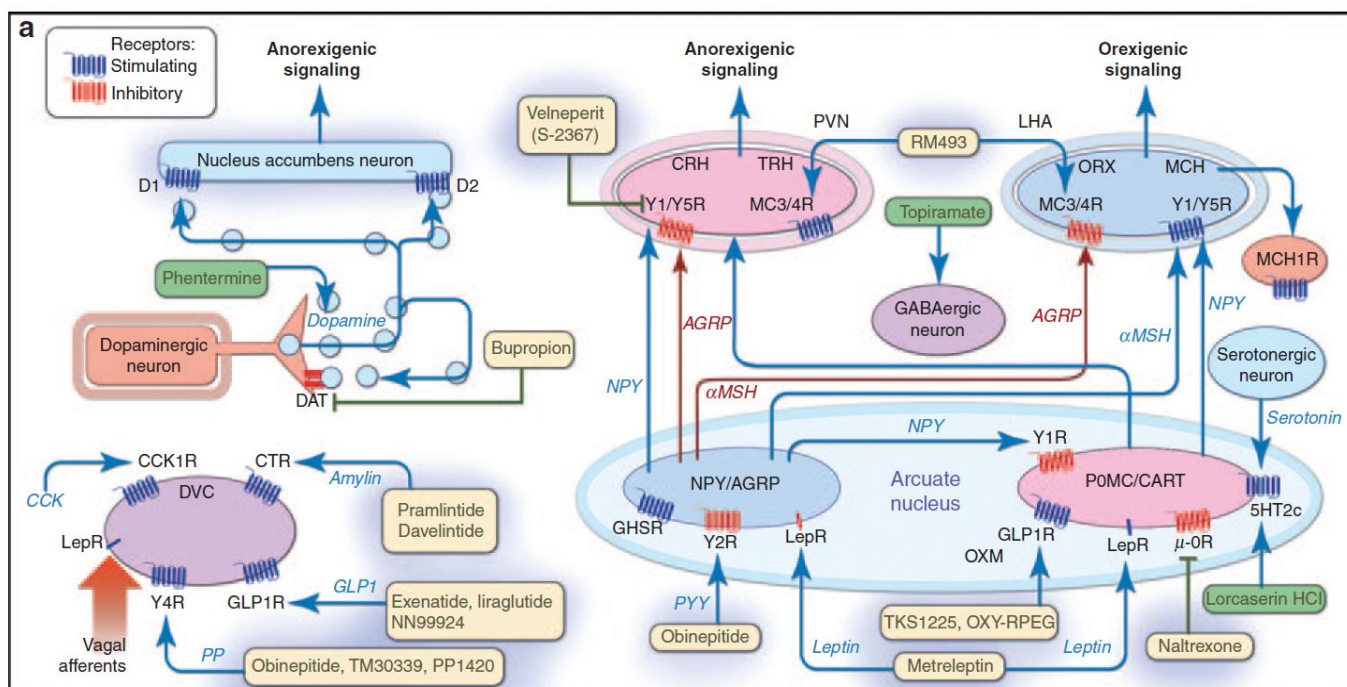 a
Receptors:
Stimulating
Inhibitory
Anorexigenic
signaling
Nucleus accumbens neuron
D1
D2
Phentermine
Dopamine
Dopaminergic
neuron
DAT
Bupropion
CCK
CCK1R
CTR
Amylin
DVC
Pramlintide
Davelintide
LepR
Y4R
GLP1R
GLP1
Exenatide, liraglutide
NN99924
Vagal
afferents
PP
Obinepitide, TM30339, PP1420
Anorexigenic
signaling
Orexigenic
signaling
Velneperit
(S-2367)
PVN
RM493
LHA
CRH
TRH
Y1/Y5R
MC3/4R
ORX
MCH
MC3/4R
Y1/Y5R
Topiramate
MCH1R
GABAergic
neuron
AGRP
AGRP
NPY
αMSH
Serotonergic
neuron
NPY
αMSH
Serotonin
NPY
Y1R
NPY/AGRP
Arcuate
nucleus
P0MC/CART
GHSR
Y2R
LepR
GLP1R
OXM
LepR
μ-0R
5HT2c
PYY
Obinepitide
TKS1225, OXY-RPEG
Lorcaserin HCl
Leptin
Metreleptin
Leptin
Naltrexone